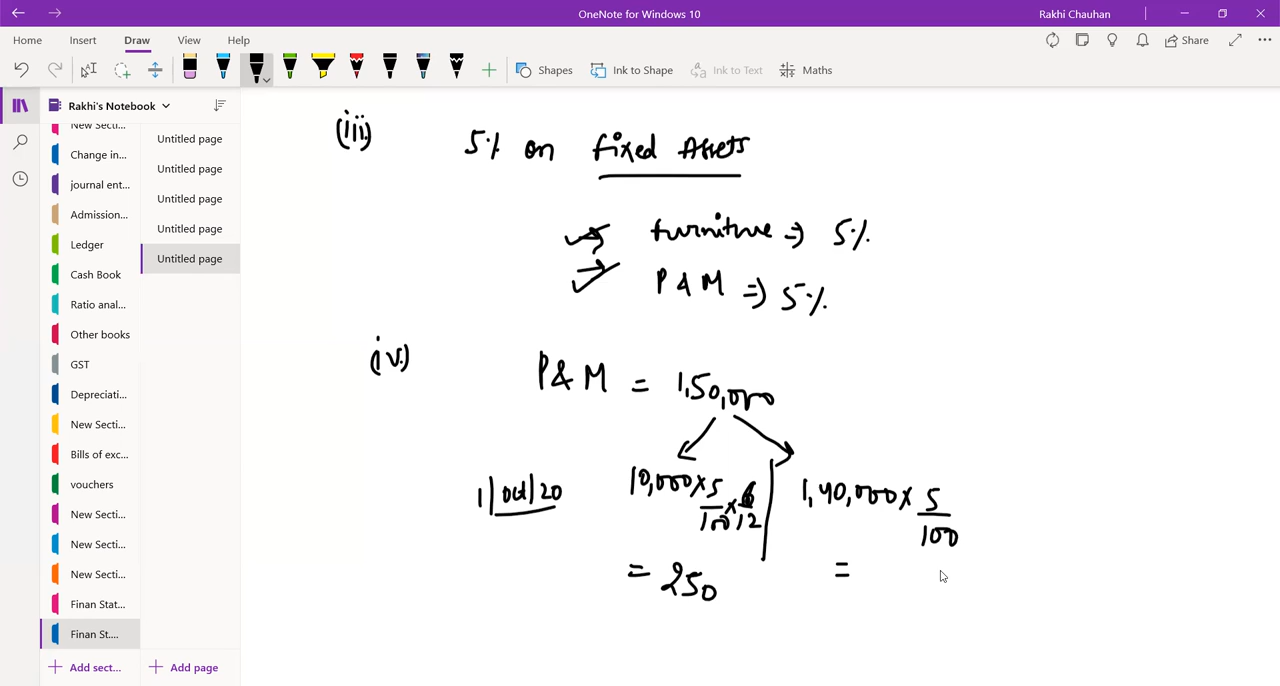 OneNote for Windows 10
Rakhi Chauhan
Home Insert Draw View Help
Share
Shapes Ink to Shape Ink to Text Maths
Rakhi's Notebook
New Secti...
Change in...
journal ent...
Admission...
Ledger
Cash Book
Ratio anal...
Other books
GST
Depreciati...
New Secti...
Bills of exc...
vouchers
New Secti...
New Secti...
New Secti...
Finan Stat...
Finan St....
Add sect...
Untitled page
Untitled page
Untitled page
Untitled page
Untitled page
Add page
(iii) 5% on fixed Assets
furniture => 5%
P & M => 5%
(iv) P & M = 1,50,000
1/oct/20 10,000 x 5/100 x 6/12 1,40,000 x 5/100
= 250 =